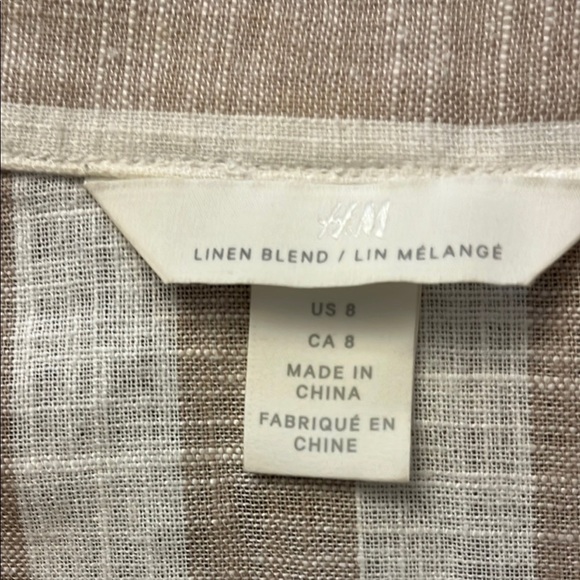 H&M
LINEN BLEND / LIN MÉLANGÉ
US 8
CA 8
MADE IN
CHINA
FABRIQUÉ EN
CHINE